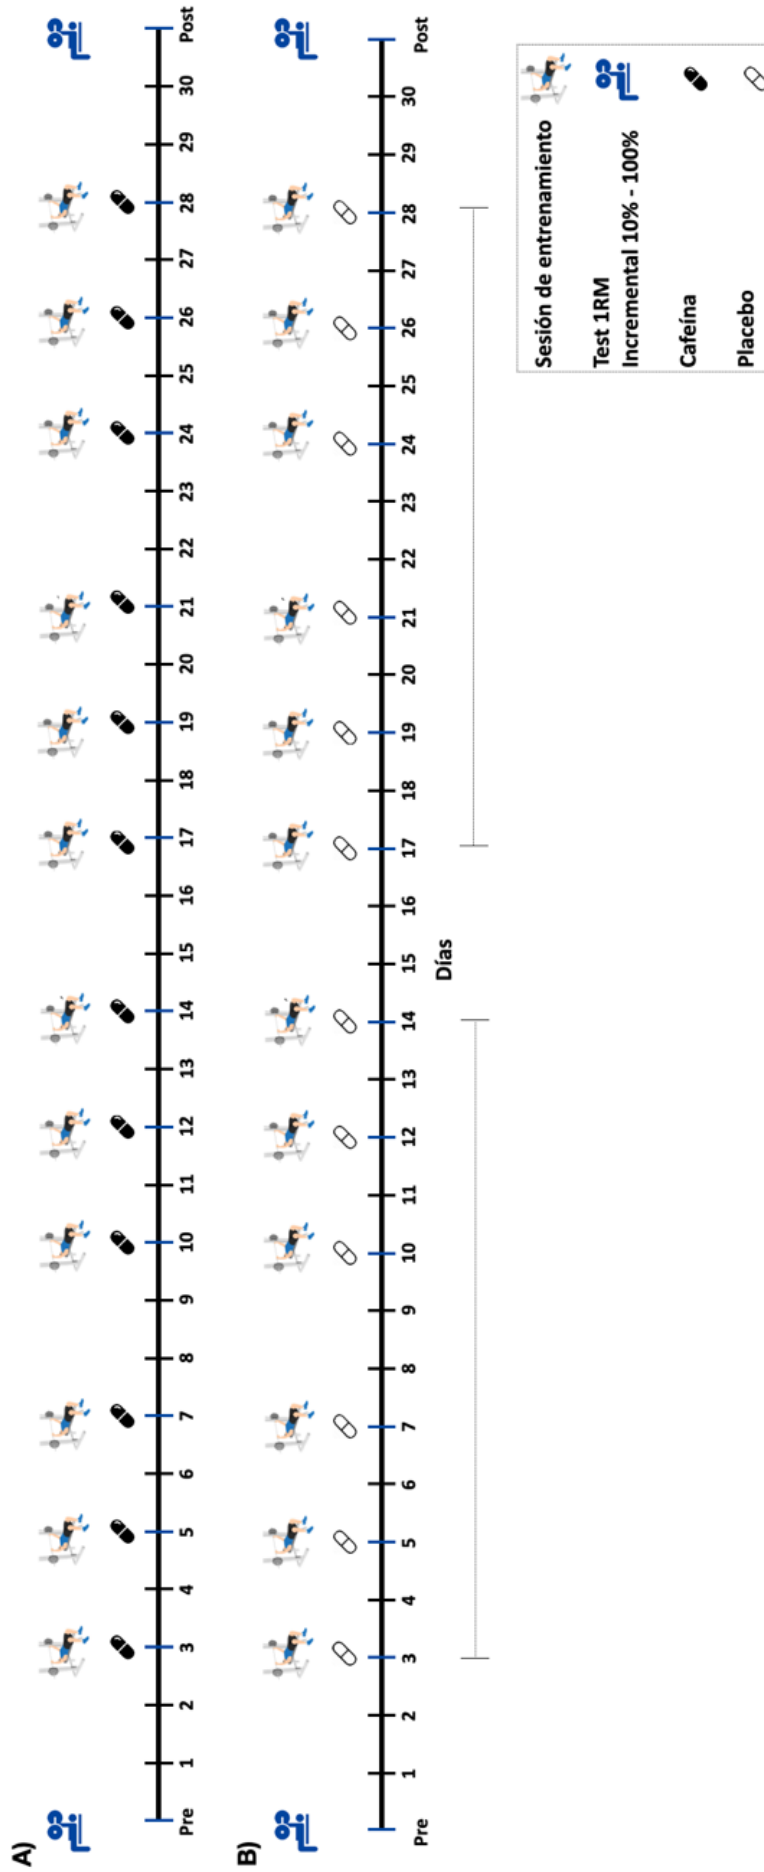 A)
Pre 1 2 3 4 5 6 7 8 9 10 11 12 13 14 15 16 17 18 19 20 21 22 23 24 25 26 27 28 29 30 Post
B)
Pre 1 2 3 4 5 6 7 8 9 10 11 12 13 14 15 16 17 18 19 20 21 22 23 24 25 26 27 28 29 30 Post
Días
Sesión de entrenamiento
Test 1RM
Incremental 10% - 100%
Cafeína
Placebo